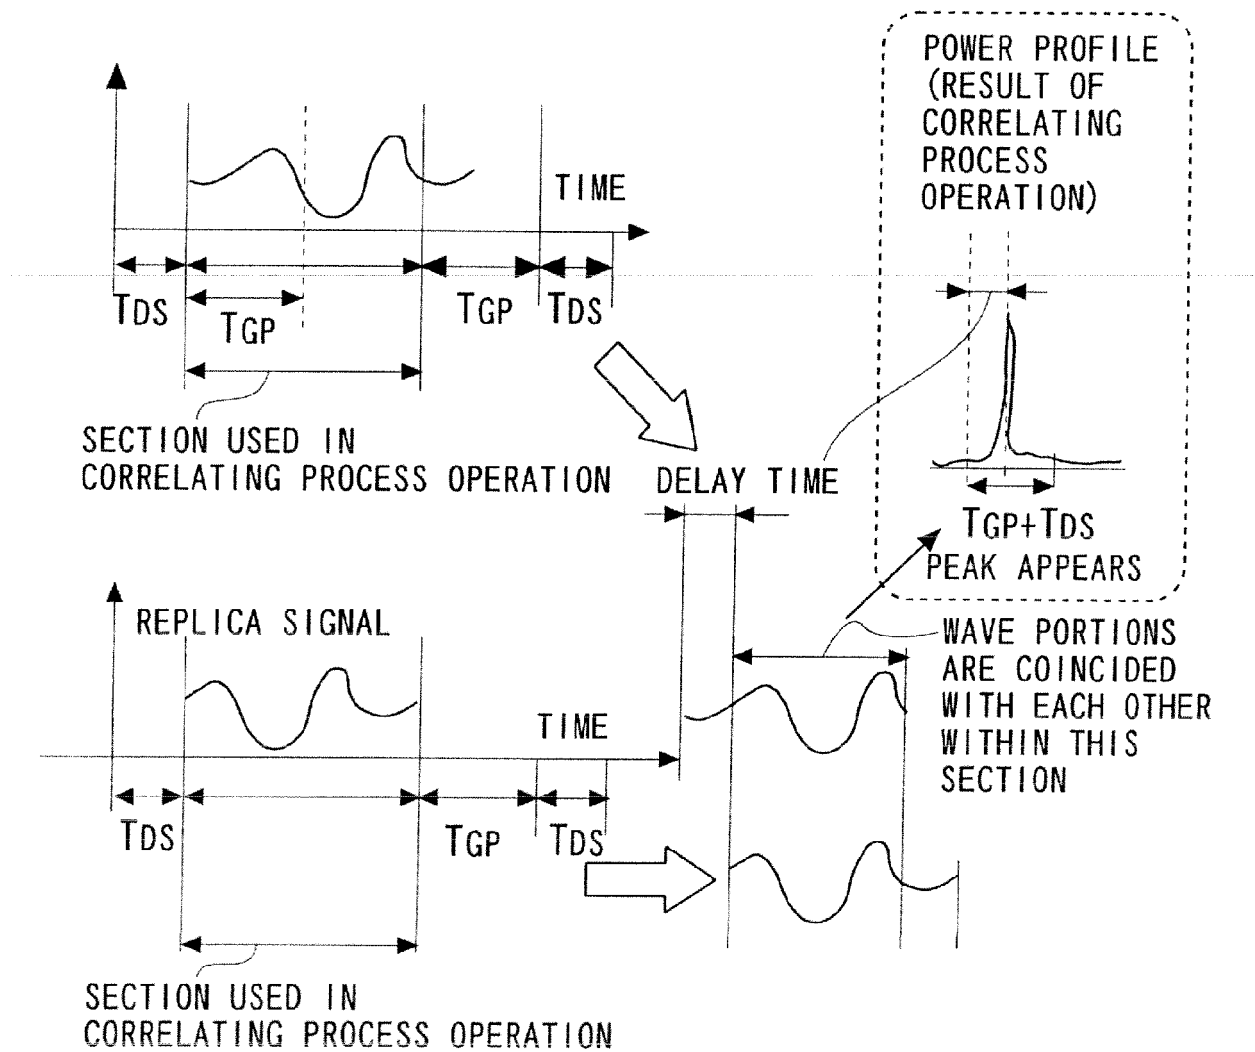 POWER PROFILE
(RESULT OF
CORRELATING
PROCESS
OPERATION)
TIME
TDS
TGP
TGP
TDS
SECTION USED IN
CORRELATING PROCESS OPERATION
DELAY TIME
TGP+TDS
PEAK APPEARS
REPLICA SIGNAL
WAVE PORTIONS
ARE COINCIDED
WITH EACH OTHER
WITHIN THIS
SECTION
TIME
TDS
TGP
TDS
SECTION USED IN
CORRELATING PROCESS OPERATION